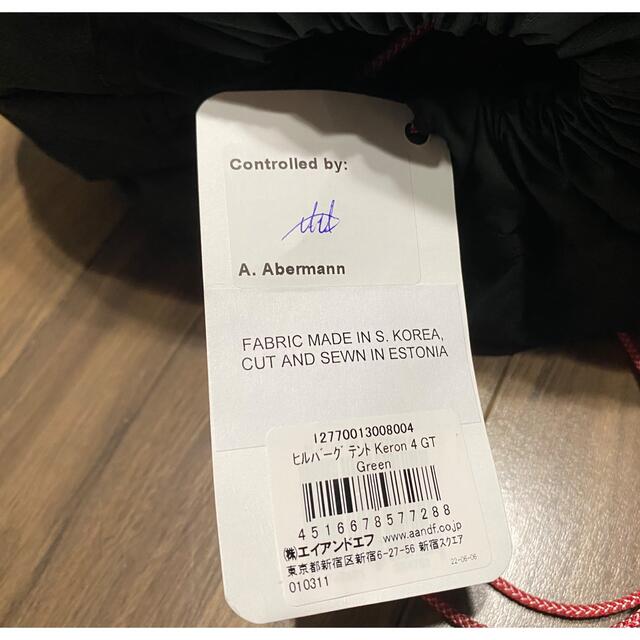 Controlled by:
A. Abermann
FABRIC MADE IN S. KOREA,
CUT AND SEWN IN ESTONIA
12770013008004
ヒルバーグ テント Keron 4 GT
Green
4516678577288
㈱エイアンドエフ www.aandf.co.jp
東京都新宿区新宿6-27-56 新宿スクエア
010311 22-06-06